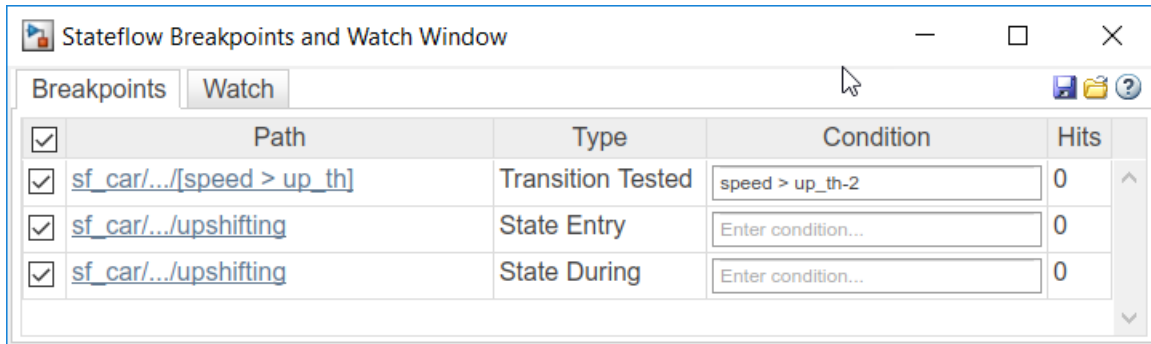 Stateflow Breakpoints and Watch Window
Breakpoints Watch
Path Type Condition Hits
sf_car/.../[speed > up_th] Transition Tested speed > up_th-2 0
sf_car/.../upshifting State Entry Enter condition... 0
sf_car/.../upshifting State During Enter condition... 0